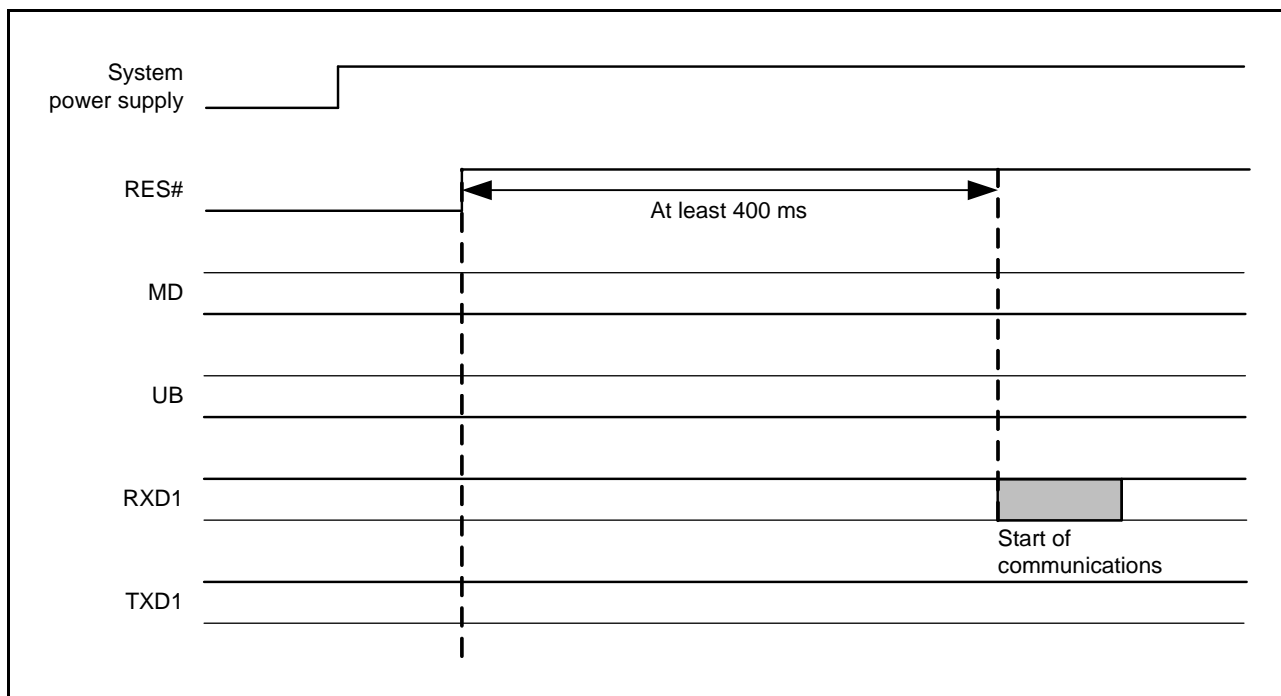 System
power supply
RES#
At least 400 ms
MD
UB
RXD1
Start of
communications
TXD1